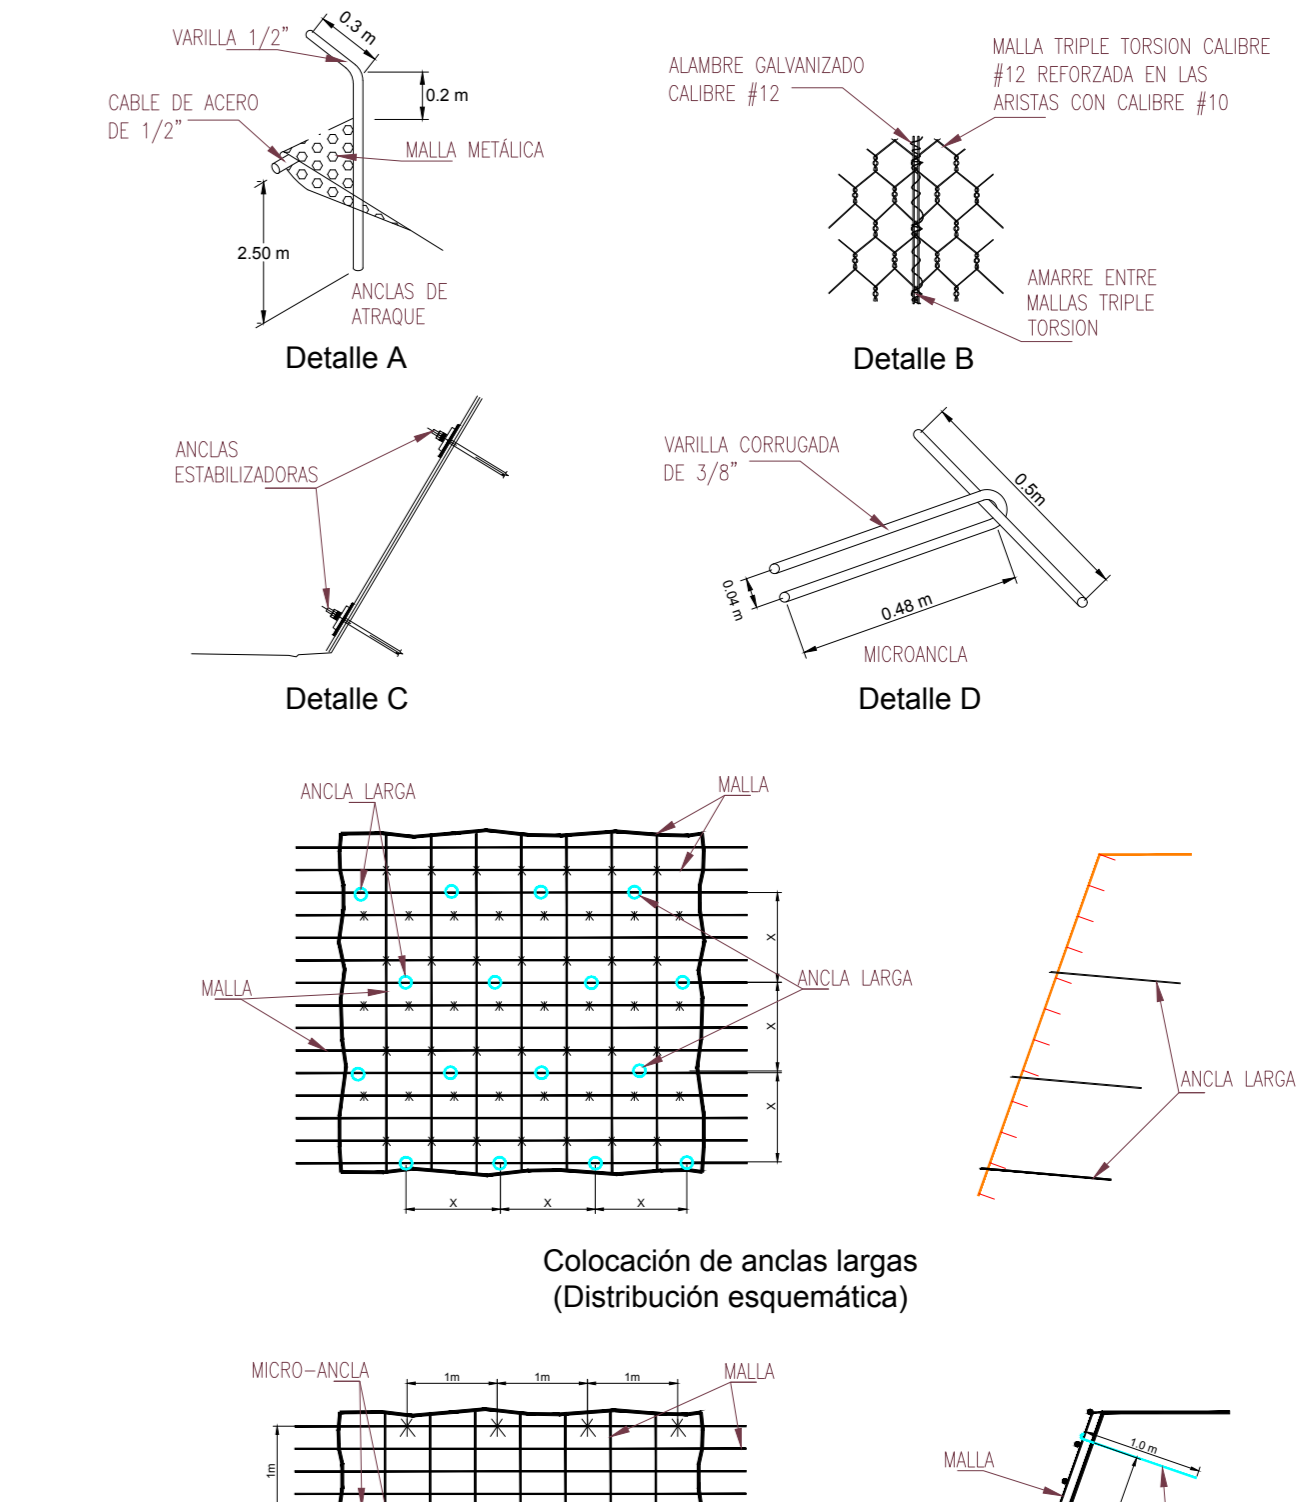 VARILLA 1/2"
0.3 m
0.2 m
CABLE DE ACERO
DE 1/2"
MALLA METÁLICA
2.50 m
ANCLAS DE
ATRAQUE
Detalle A
ALAMBRE GALVANIZADO
CALIBRE #12
MALLA TRIPLE TORSION CALIBRE
#12 REFORZADA EN LAS
ARISTAS CON CALIBRE #10
AMARRE ENTRE
MALLAS TRIPLE
TORSION
Detalle B
ANCLAS
ESTABILIZADORAS
Detalle C
VARILLA CORRUGADA
DE 3/8"
0.5m
0.04 m
0.48 m
MICROANCLA
Detalle D
ANCLA LARGA
MALLA
X
MALLA
ANCLA LARGA
X
X
X
X
X
ANCLA LARGA
Colocación de anclas largas
(Distribución esquemática)
MICRO-ANCLA
1m
1m
1m
MALLA
1m
MALLA
1.0 m